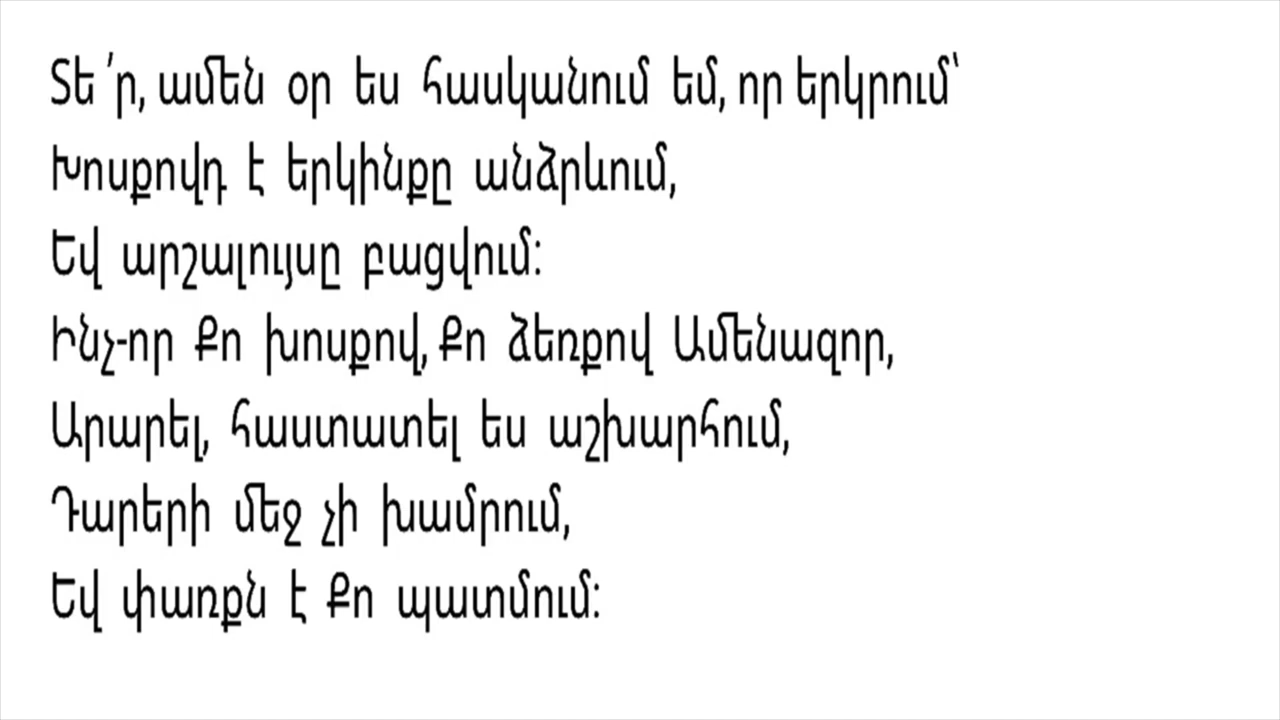 Տե ՛ր, ամեն օր ես հասկանում եմ, որ երկրում՝
Խոսքովդ է երկինքը անձրևում,
Եվ արշալույսը բացվում:
Ինչ-որ Քո խոսքով, Քո ձեռքով Ամենազոր,
Արարել, հաստատել ես աշխարհում,
Դարերի մեջ չի խամրում,
Եվ փառքն է Քո պատմում: